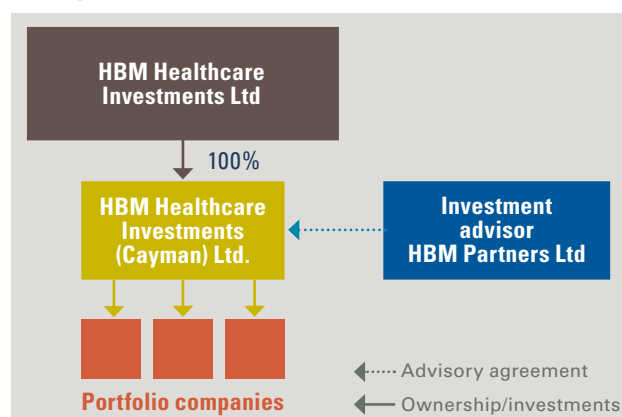 HBM Healthcare
Investments Ltd
100%
HBM Healthcare
Investments
(Cayman) Ltd.
Investment
advisor
HBM Partners Ltd
Portfolio companies
Advisory agreement
Ownership/investments